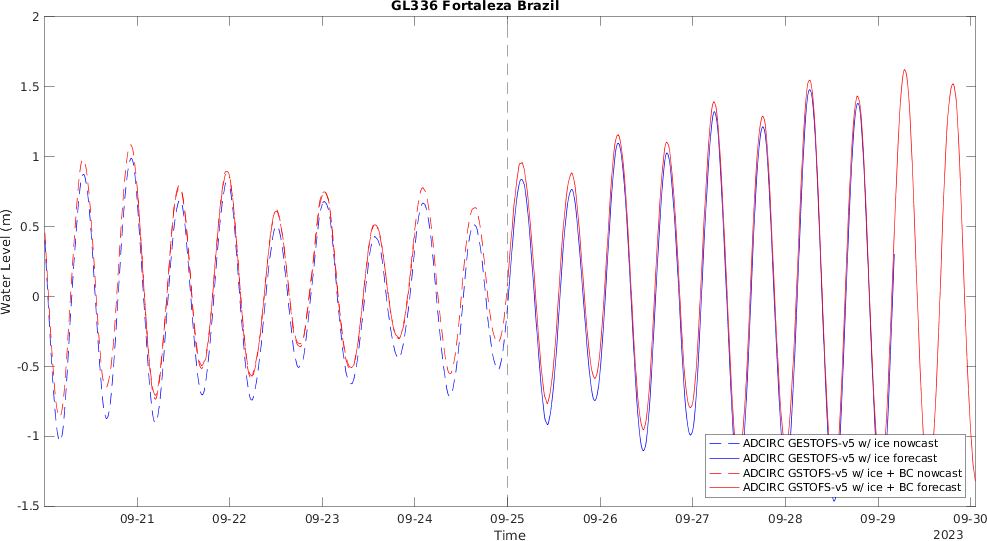 GL336 Fortaleza Brazil
2
1.5
1
0.5
0
-0.5
-1
-1.5
Water Level (m)
ADCIRC GESTOFS-v5 w/ ice nowcast
ADCIRC GESTOFS-v5 w/ ice forecast
ADCIRC GSTOFS-v5 w/ ice + BC nowcast
ADCIRC GSTOFS-v5 w/ ice + BC forecast
09-21 09-22 09-23 09-24 09-25 09-26 09-27 09-28 09-29 09-30
Time
2023